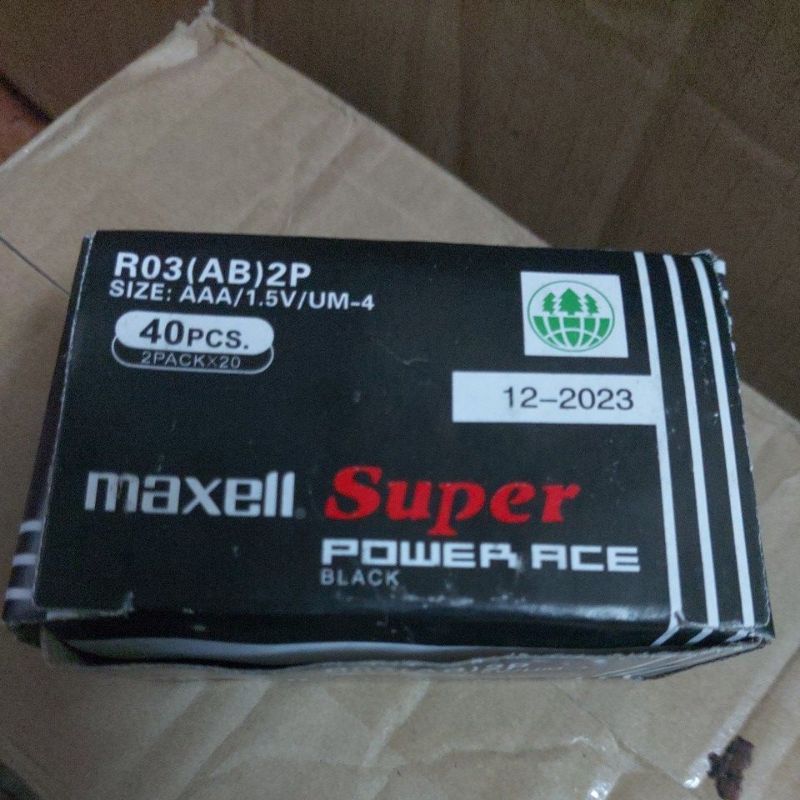 R03(AB)2P
SIZE: AAA/1.5V/UM-4
40PCS.
2PACK×20
12-2023
maxell. Super
POWER ACE
BLACK